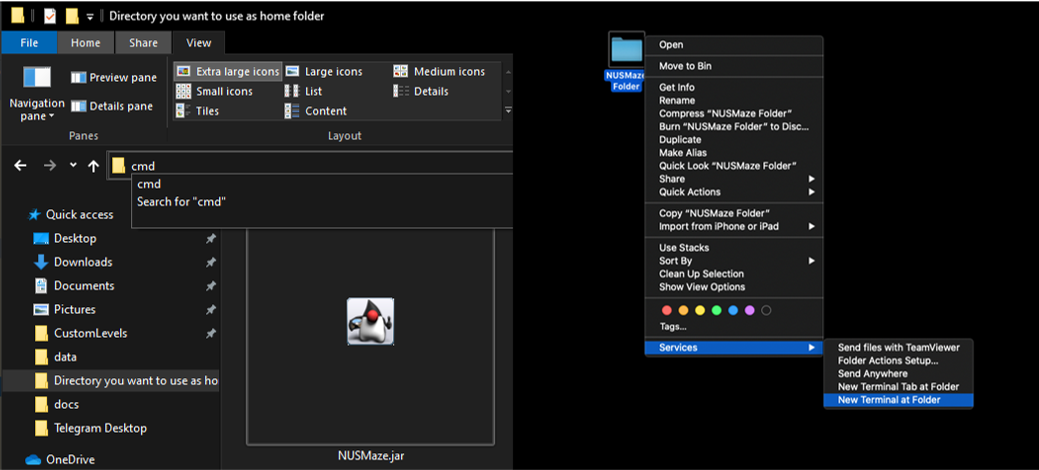 Directory you want to use as home folder
File Home Share View
Navigation pane
Preview pane
Details pane
Extra large icons Large icons Medium icons
Small icons List Details
Tiles Content
Panes Layout
cmd
cmd
Search for "cmd"
Quick access
Desktop
Downloads
Documents
Pictures
CustomLevels
data
Directory you want to use as ho
docs
Telegram Desktop
OneDrive
NUSMaze.jar
NUSMaze
Folder
Open
Move to Bin
Get Info
Rename
Compress “NUSMaze Folder”
Burn “NUSMaze Folder” to Disc...
Duplicate
Make Alias
Quick Look “NUSMaze Folder”
Share
Quick Actions
Copy “NUSMaze Folder”
Import from iPhone or iPad
Use Stacks
Sort By
Clean Up Selection
Show View Options
Tags...
Services
Send files with TeamViewer
Folder Actions Setup...
Send Anywhere
New Terminal Tab at Folder
New Terminal at Folder